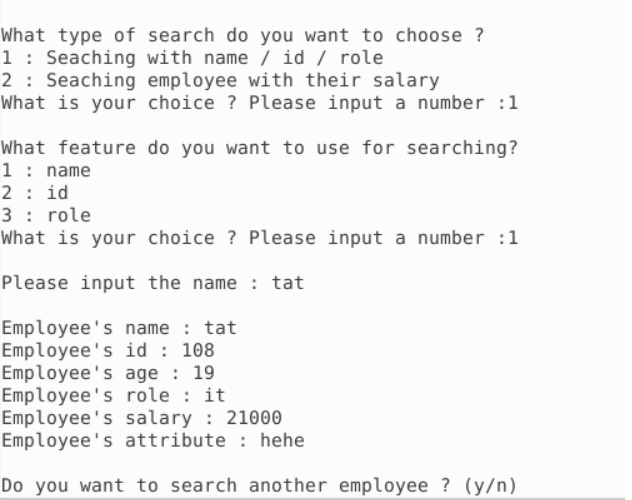 What type of search do you want to choose ?
1 : Seaching with name / id / role
2 : Seaching employee with their salary
What is your choice ? Please input a number :1
What feature do you want to use for searching?
1 : name
2 : id
3 : role
What is your choice ? Please input a number :1
Please input the name : tat
Employee's name : tat
Employee's id : 108
Employee's age : 19
Employee's role : it
Employee's salary : 21000
Employee's attribute : hehe
Do you want to search another employee ? (y/n)